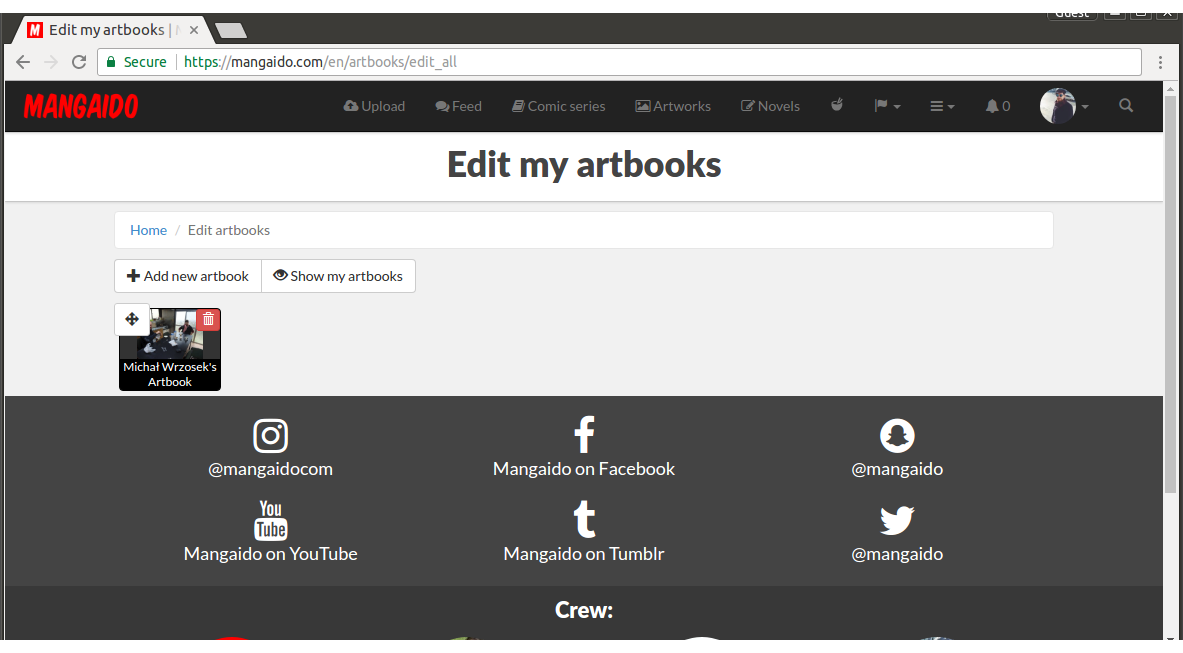 Guest
Edit my artbooks |
Secure https://mangaido.com/en/artbooks/edit_all
MANGAIDO Upload Feed Comic series Artworks Novels 0
Edit my artbooks
Home / Edit artbooks
Add new artbook Show my artbooks
Michał Wrzosek's
Artbook
@mangaidocom Mangaido on Facebook @mangaido
You
Tube
Mangaido on YouTube Mangaido on Tumblr @mangaido
Crew: